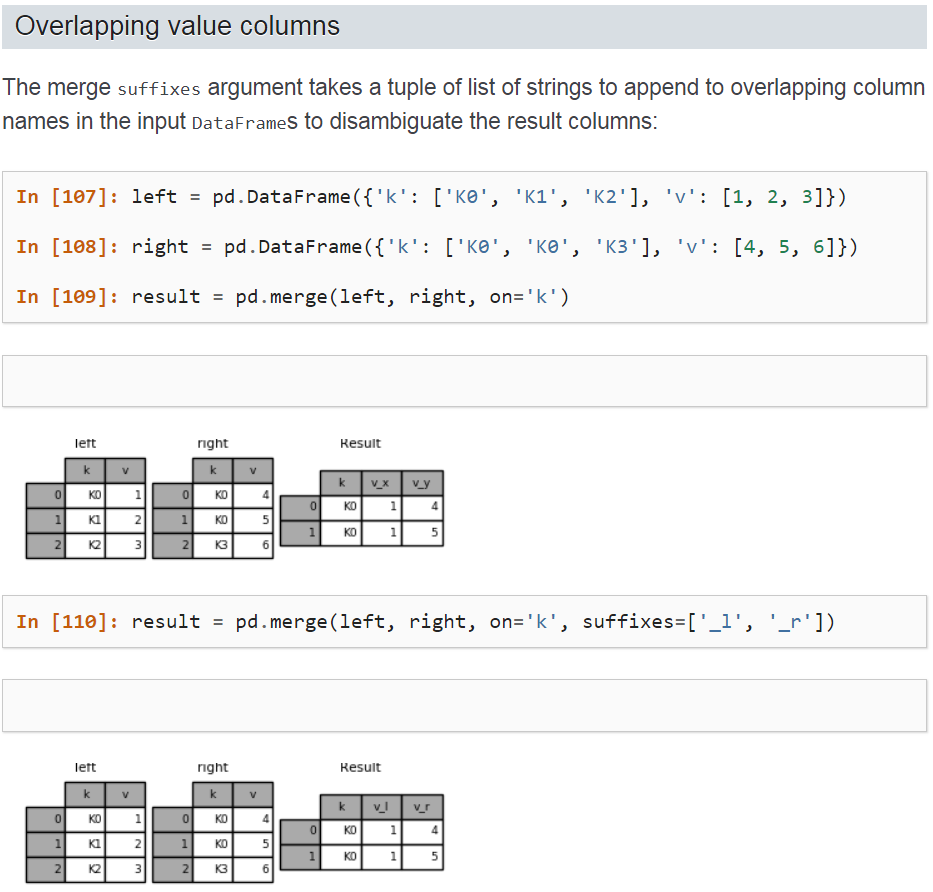 Overlapping value columns
The merge suffixes argument takes a tuple of list of strings to append to overlapping column
names in the input DataFrames to disambiguate the result columns:
In [107]: left = pd.DataFrame({'k': ['K0', 'K1', 'K2'], 'v': [1, 2, 3]})
In [108]: right = pd.DataFrame({'k': ['K0', 'K0', 'K3'], 'v': [4, 5, 6]})
In [109]: result = pd.merge(left, right, on='k')
left right Result
k v k v k v_x v_y
0 K0 1 0 K0 4 0 K0 1 4
1 K1 2 1 K0 5 1 K0 1 5
2 K2 3 2 K3 6
In [110]: result = pd.merge(left, right, on='k', suffixes=['_l', '_r'])
left right Result
k v k v k v_l v_r
0 K0 1 0 K0 4 0 K0 1 4
1 K1 2 1 K0 5 1 K0 1 5
2 K2 3 2 K3 6